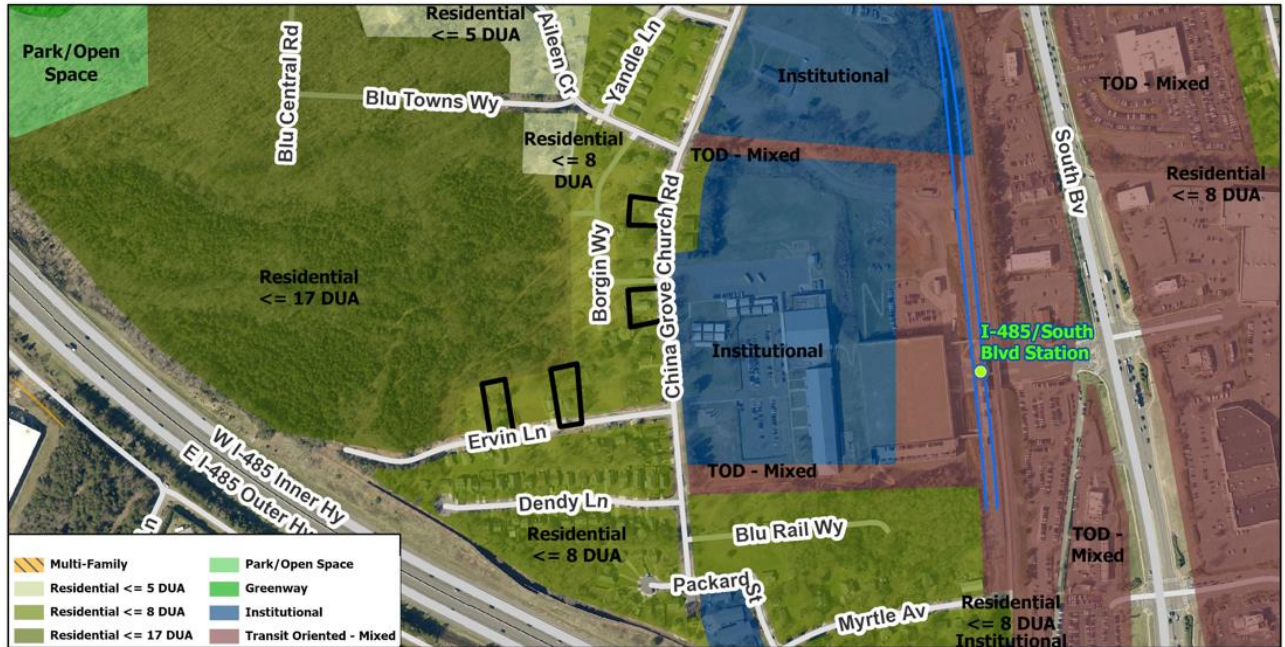 Park/Open
Space
Blu Central Rd
Residential
<= 5 DUA
Aileen Cr
Yandle Ln
Blu Towns Wy
Residential
<= 8
DUA
Institutional
TOD - Mixed
TOD - Mixed
South Bv
Residential
<= 8 DUA
Borgin Wy
China Grove Church Rd
Residential
<= 17 DUA
Institutional
I-485/South
Blvd Station
Ervin Ln
W I-485 Inner Hy
E I-485 Outer Hy
TOD - Mixed
Dendy Ln
Residential
<= 8 DUA
Blu Rail Wy
TOD -
Mixed
Packard St
Myrtle Av
Residential
<= 8 DUA
Institutional
Ln
Multi-Family
Residential <= 5 DUA
Residential <= 8 DUA
Residential <= 17 DUA
Park/Open Space
Greenway
Institutional
Transit Oriented - Mixed